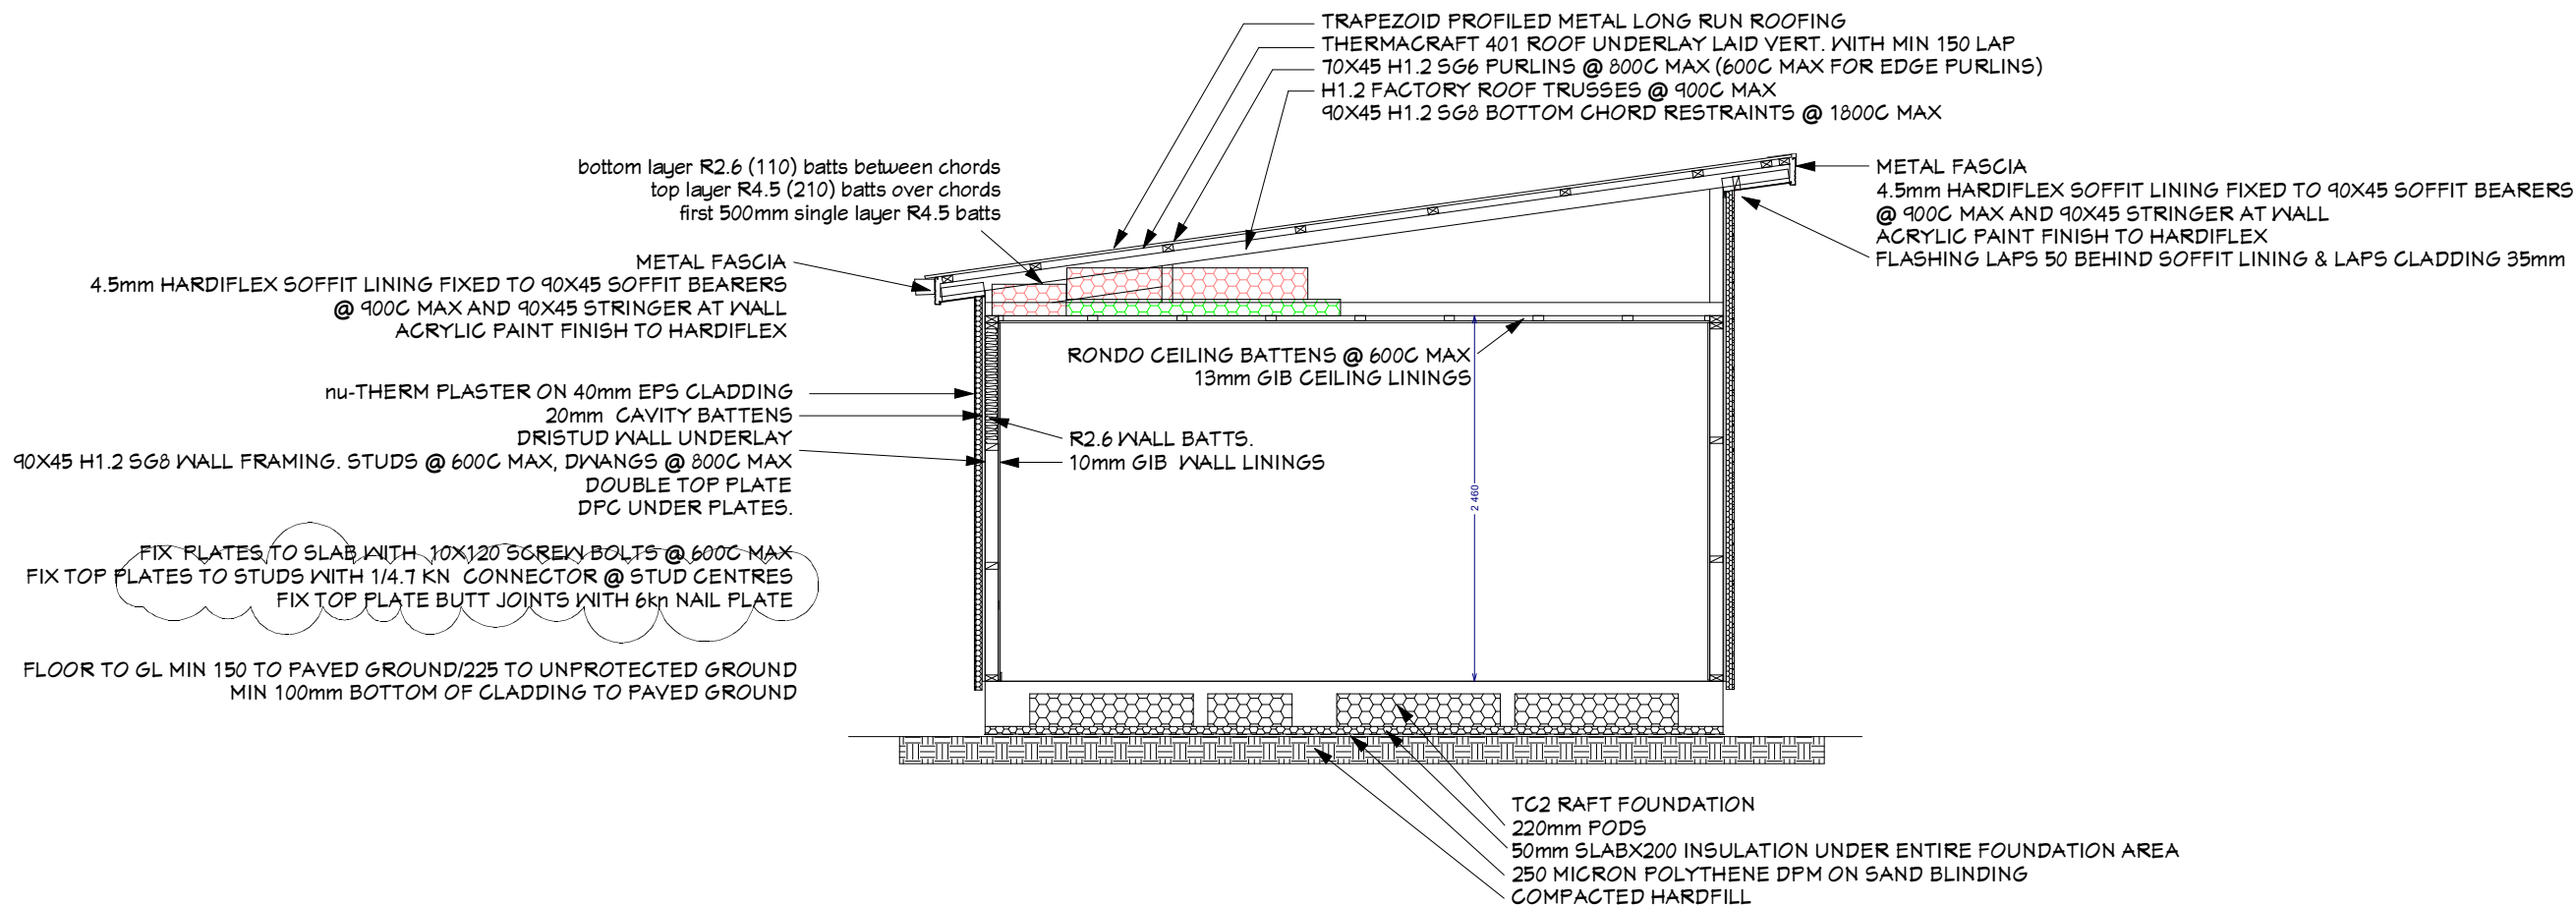 TRAPEZOID PROFILED METAL LONG RUN ROOFING
THERMACRAFT 401 ROOF UNDERLAY LAID VERT. WITH MIN 150 LAP
70X45 H1.2 SG6 PURLINS @ 800C MAX (600C MAX FOR EDGE PURLINS)
H1.2 FACTORY ROOF TRUSSES @ 900C MAX
90X45 H1.2 SG8 BOTTOM CHORD RESTRAINTS @ 1800C MAX
bottom layer R2.6 (110) batts between chords
top layer R4.5 (210) batts over chords
first 500mm single layer R4.5 batts
METAL FASCIA
4.5mm HARDIFLEX SOFFIT LINING FIXED TO 90X45 SOFFIT BEARERS
@ 900C MAX AND 90X45 STRINGER AT WALL
ACRYLIC PAINT FINISH TO HARDIFLEX
FLASHING LAPS 50 BEHIND SOFFIT LINING & LAPS CLADDING 35mm
METAL FASCIA
4.5mm HARDIFLEX SOFFIT LINING FIXED TO 90X45 SOFFIT BEARERS
@ 900C MAX AND 90X45 STRINGER AT WALL
ACRYLIC PAINT FINISH TO HARDIFLEX
RONDO CEILING BATTENS @ 600C MAX
13mm GIB CEILING LININGS
nu-THERM PLASTER ON 40mm EPS CLADDING
20mm CAVITY BATTENS
DRISTUD WALL UNDERLAY
90X45 H1.2 SG8 WALL FRAMING. STUDS @ 600C MAX, DWANGS @ 800C MAX
DOUBLE TOP PLATE
DPC UNDER PLATES.
R2.6 WALL BATTS.
10mm GIB WALL LININGS
2 460
FIX PLATES TO SLAB WITH 10X120 SCREW BOLTS @ 600C MAX
FIX TOP PLATES TO STUDS WITH 1/4.7 KN CONNECTOR @ STUD CENTRES
FIX TOP PLATE BUTT JOINTS WITH 6kn NAIL PLATE
FLOOR TO GL MIN 150 TO PAVED GROUND/225 TO UNPROTECTED GROUND
MIN 100mm BOTTOM OF CLADDING TO PAVED GROUND
TC2 RAFT FOUNDATION
220mm PODS
50mm SLABX200 INSULATION UNDER ENTIRE FOUNDATION AREA
250 MICRON POLYTHENE DPM ON SAND BLINDING
COMPACTED HARDFILL